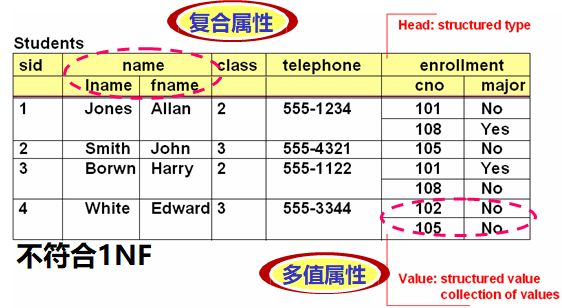 复合属性
Head: structured type
Students
sid name class telephone enrollment
lname fname cno major
1 Jones Allan 2 555-1234 101 No
108 Yes
2 Smith John 3 555-4321 105 No
3 Borwn Harry 2 555-1122 101 Yes
108 No
4 White Edward 3 555-3344 102 No
105 No
不符合1NF
多值属性
Value: structured value
collection of values